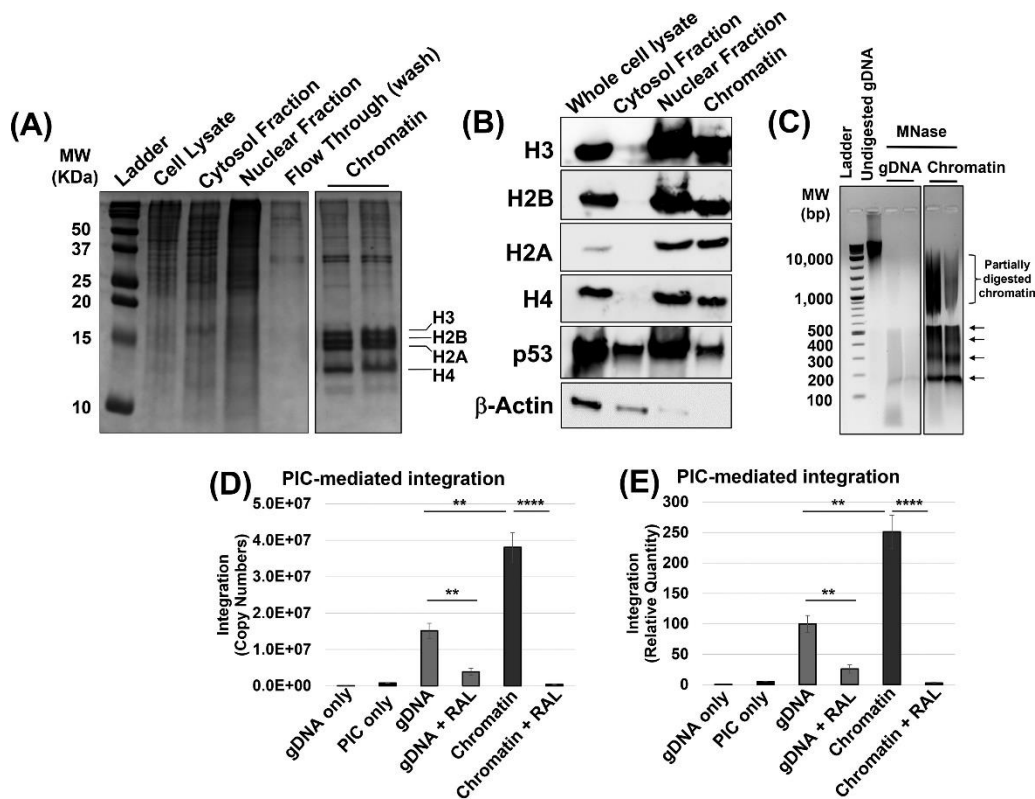 (A)
MW
(KDa)
Ladder
Cell Lysate
Cytosol Fraction
Nuclear Fraction
Flow Through (wash)
Chromatin
50
37
25
20
15
10
H3
H2B
H2A
H4
(B)
Whole cell lysate
Cytosol Fraction
Nuclear Fraction
Chromatin
H3
H2B
H2A
H4
p53
β-Actin
(C)
Ladder
Undigested gDNA
MNase
gDNA
Chromatin
MW
(bp)
10,000
1,000
500
400
300
200
100
Partially
digested
chromatin
(D)
PIC-mediated integration
Integration
(Copy Numbers)
5.0E+07
4.0E+07
3.0E+07
2.0E+07
1.0E+07
0.0E+00
**
****
**
gDNA only
PIC only
gDNA
gDNA + RAL
Chromatin
Chromatin + RAL
(E)
PIC-mediated integration
Integration
(Relative Quantity)
300
250
200
150
100
50
0
**
****
**
gDNA only
PIC only
gDNA
gDNA + RAL
Chromatin
Chromatin + RAL